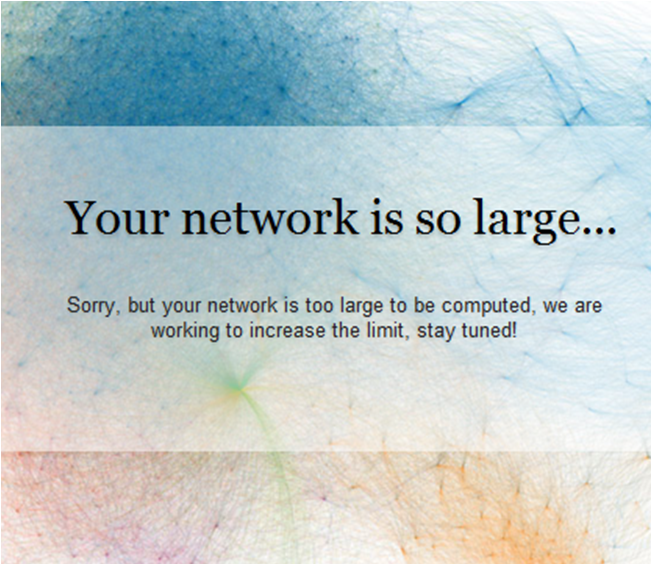 Your network is so large...
Sorry, but your network is too large to be computed, we are
working to increase the limit, stay tuned!